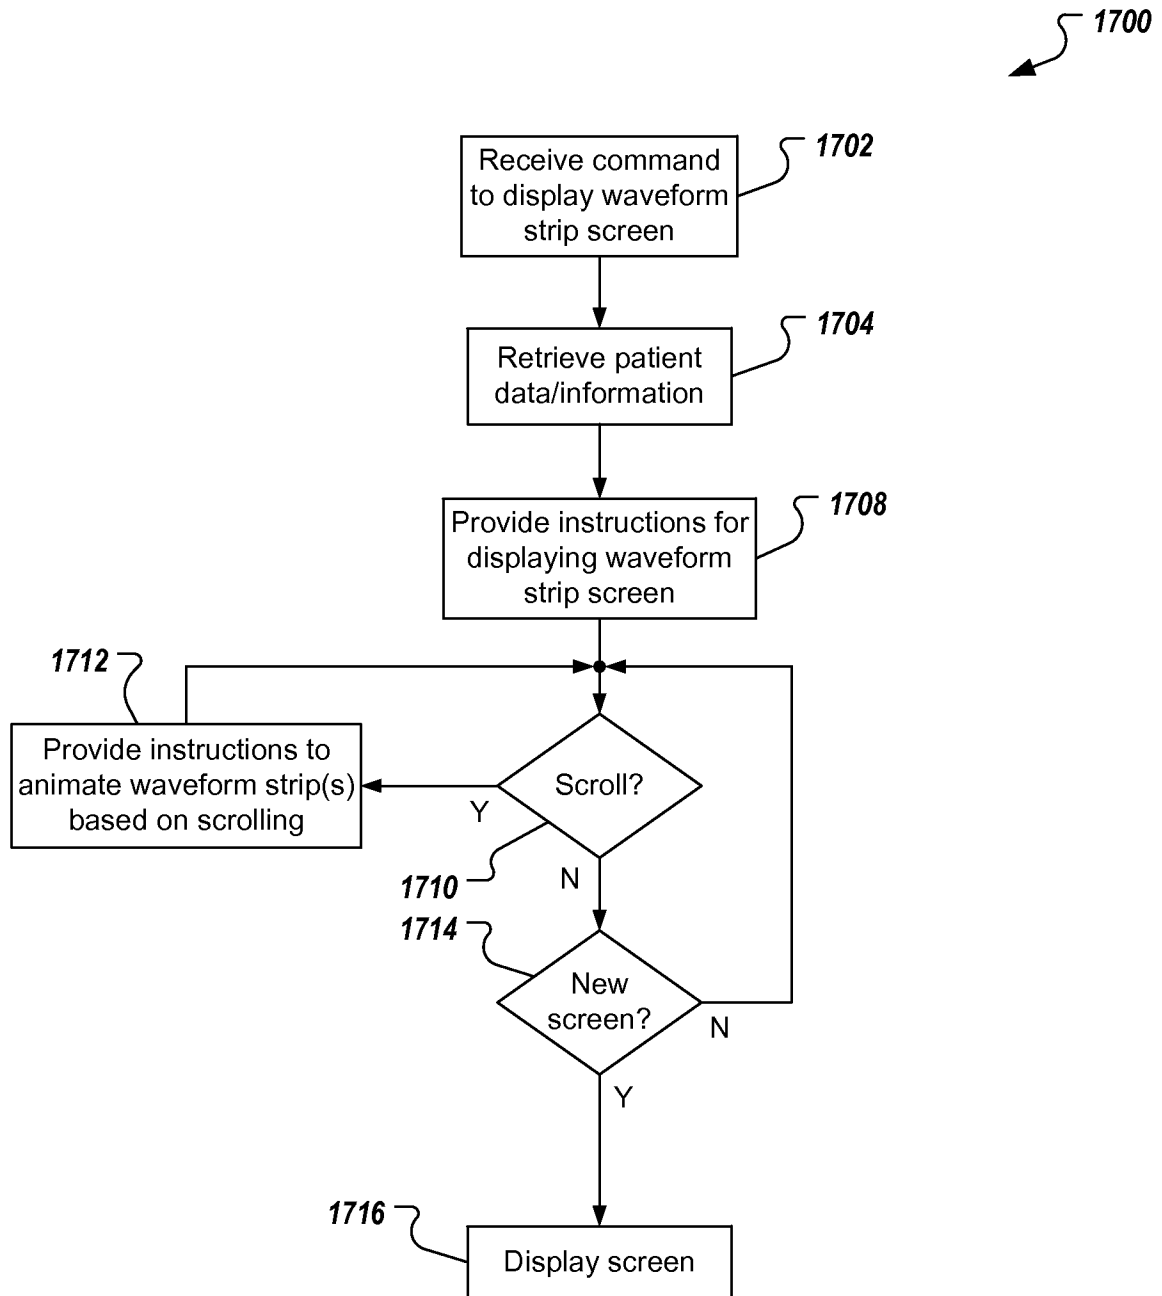 1700
Receive command
to display waveform
strip screen
1702
Retrieve patient
data/information
1704
Provide instructions for
displaying waveform
strip screen
1708
1712
Provide instructions to
animate waveform strip(s)
based on scrolling
Scroll?
Y
1710
N
1714
New
screen?
N
Y
1716
Display screen